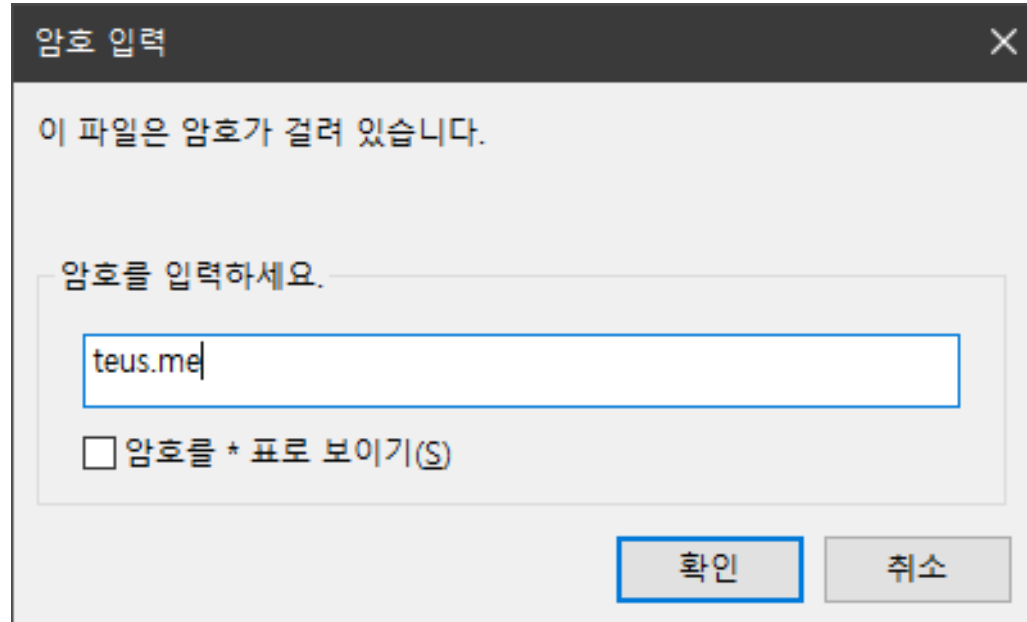 암호 입력
이 파일은 암호가 걸려 있습니다.
암호를 입력하세요.
teus.me
암호를 * 표로 보이기(S)
확인 취소